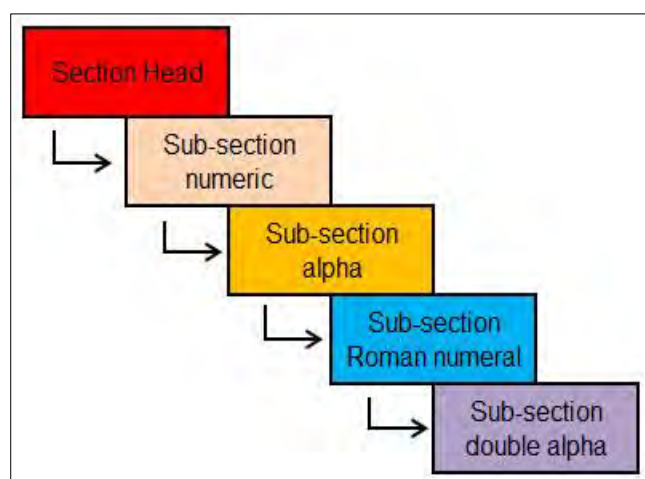 Section Head
Sub-section
numeric
Sub-section
alpha
Sub-section
Roman numeral
Sub-section
double alpha